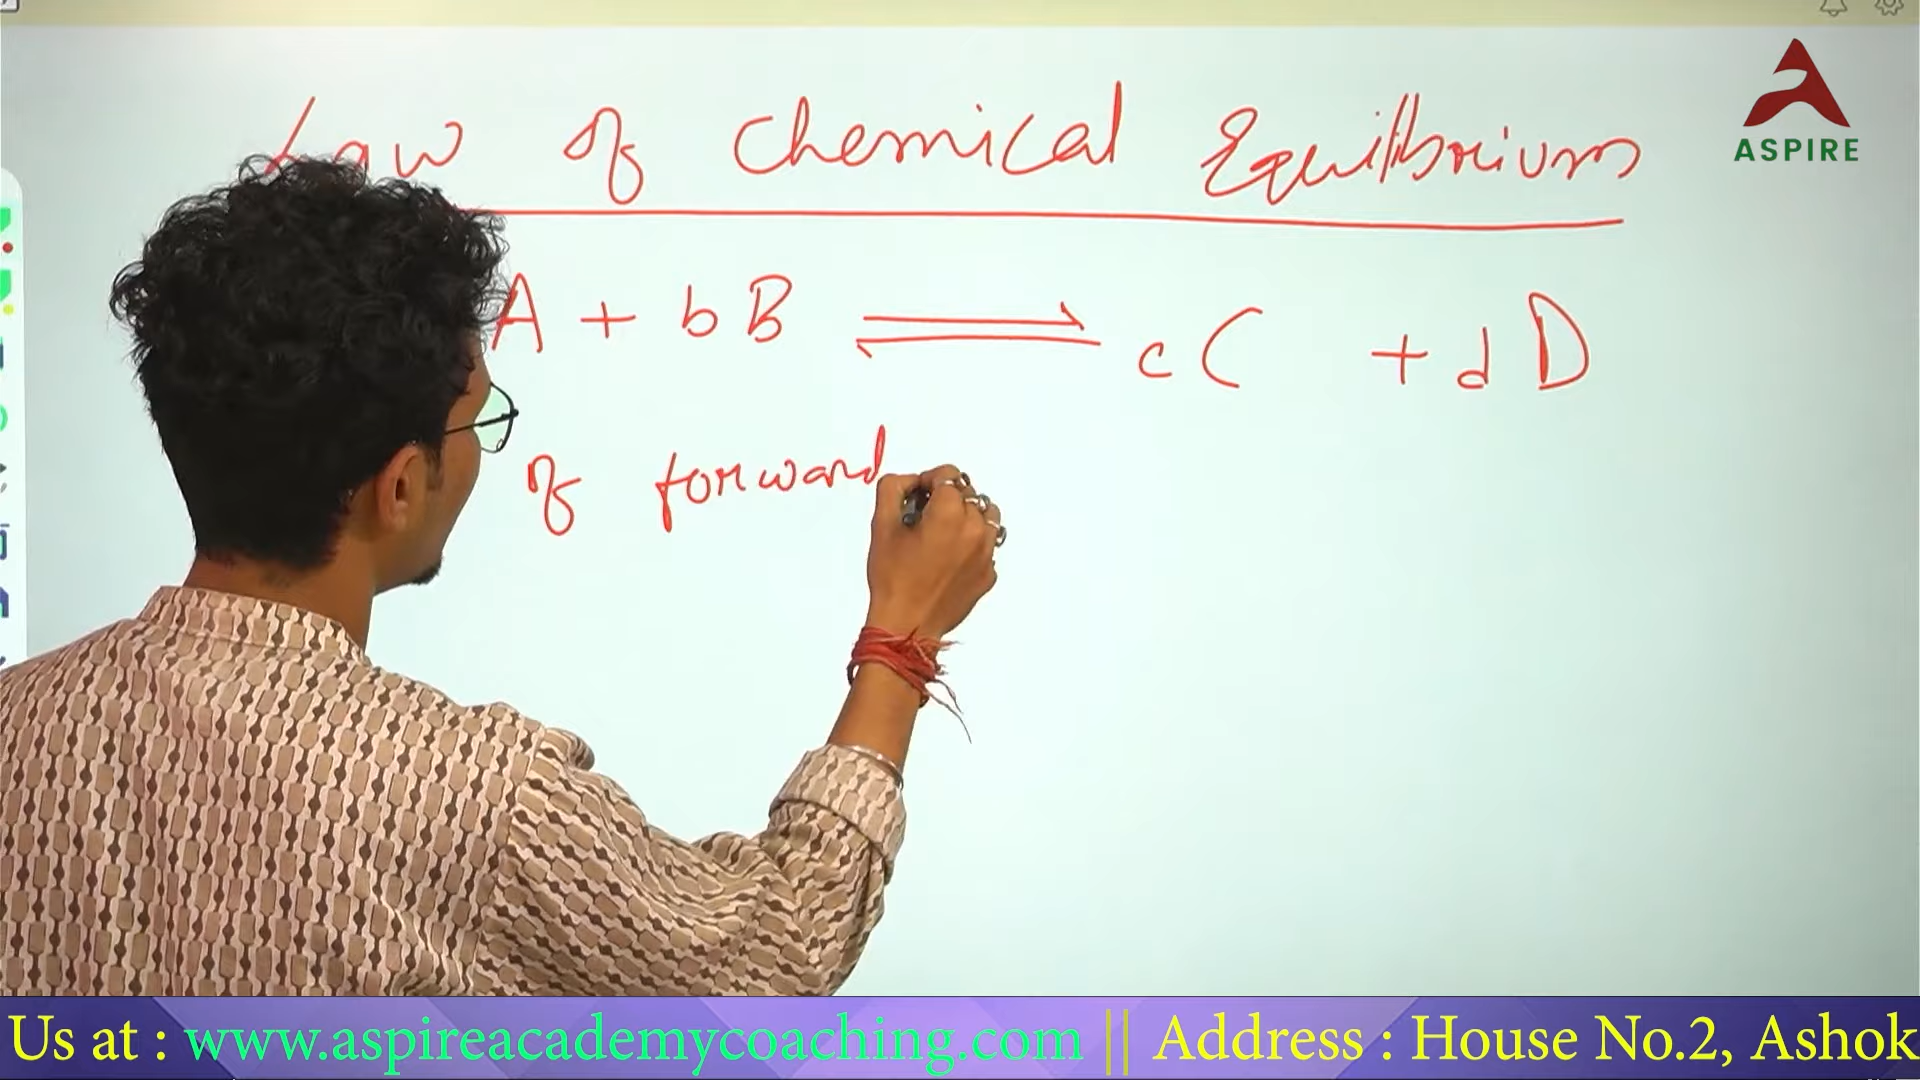 Law of Chemical Equilibrium
ASPIRE
A + bB ⇌ cC + dD
of forward
Us at : www.aspireacademycoaching.com || Address : House No.2, Ashok